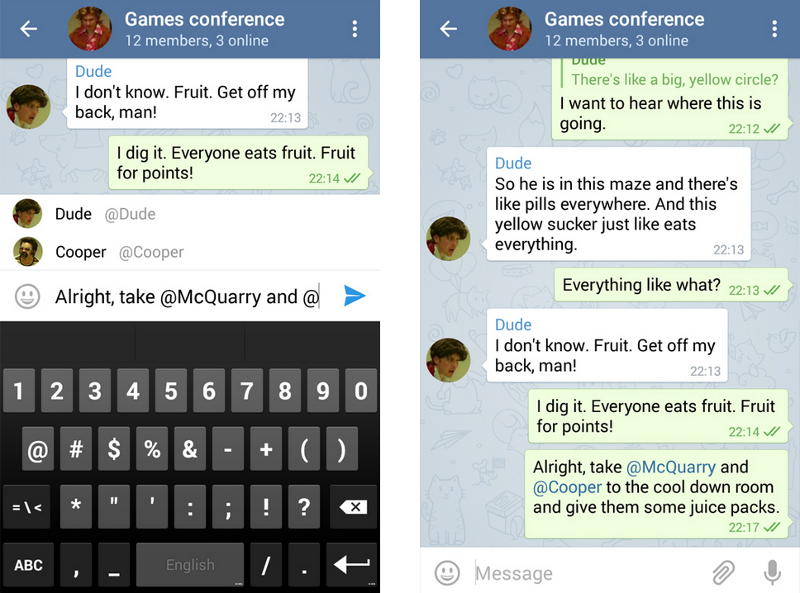 Games conference
12 members, 3 online
Dude
I don't know. Fruit. Get off my
back, man!
22:13
I dig it. Everyone eats fruit. Fruit
for points!
22:14
Dude @Dude
Cooper @Cooper
Alright, take @McQuarry and @
1 2 3 4 5 6 7 8 9 0
@ # $ % & - + ( )
=\< * " ' : ; ! ?
ABC , _ English / .
Games conference
12 members, 3 online
Dude
There's like a big, yellow circle?
I want to hear where this is
going.
22:12
Dude
So he is in this maze and there's
like pills everywhere. And this
yellow sucker just like eats
everything.
22:13
Everything like what? 22:13
Dude
I don't know. Fruit. Get off my
back, man!
22:13
I dig it. Everyone eats fruit. Fruit
for points!
22:14
Alright, take @McQuarry and
@Cooper to the cool down room
and give them some juice packs.
22:17
Message